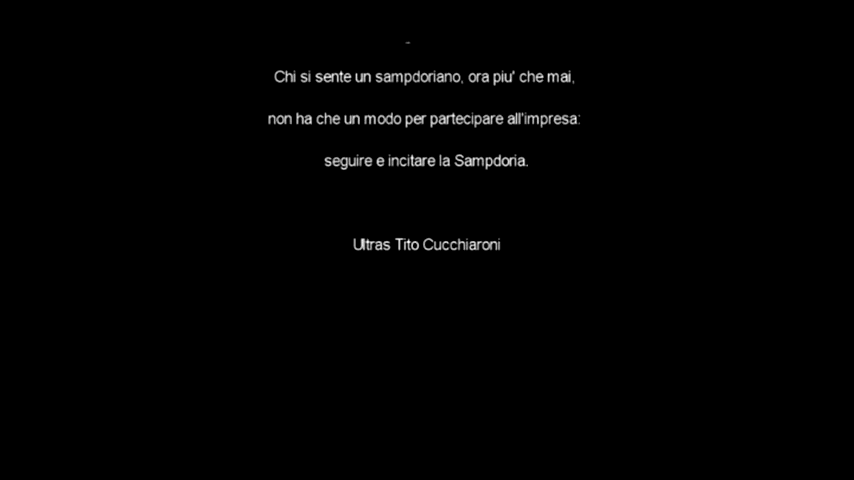 Chi si sente un sampdoriano, ora piu' che mai,
non ha che un modo per partecipare all'impresa:
seguire e incitare la Sampdoria.
Ultras Tito Cucchiaroni